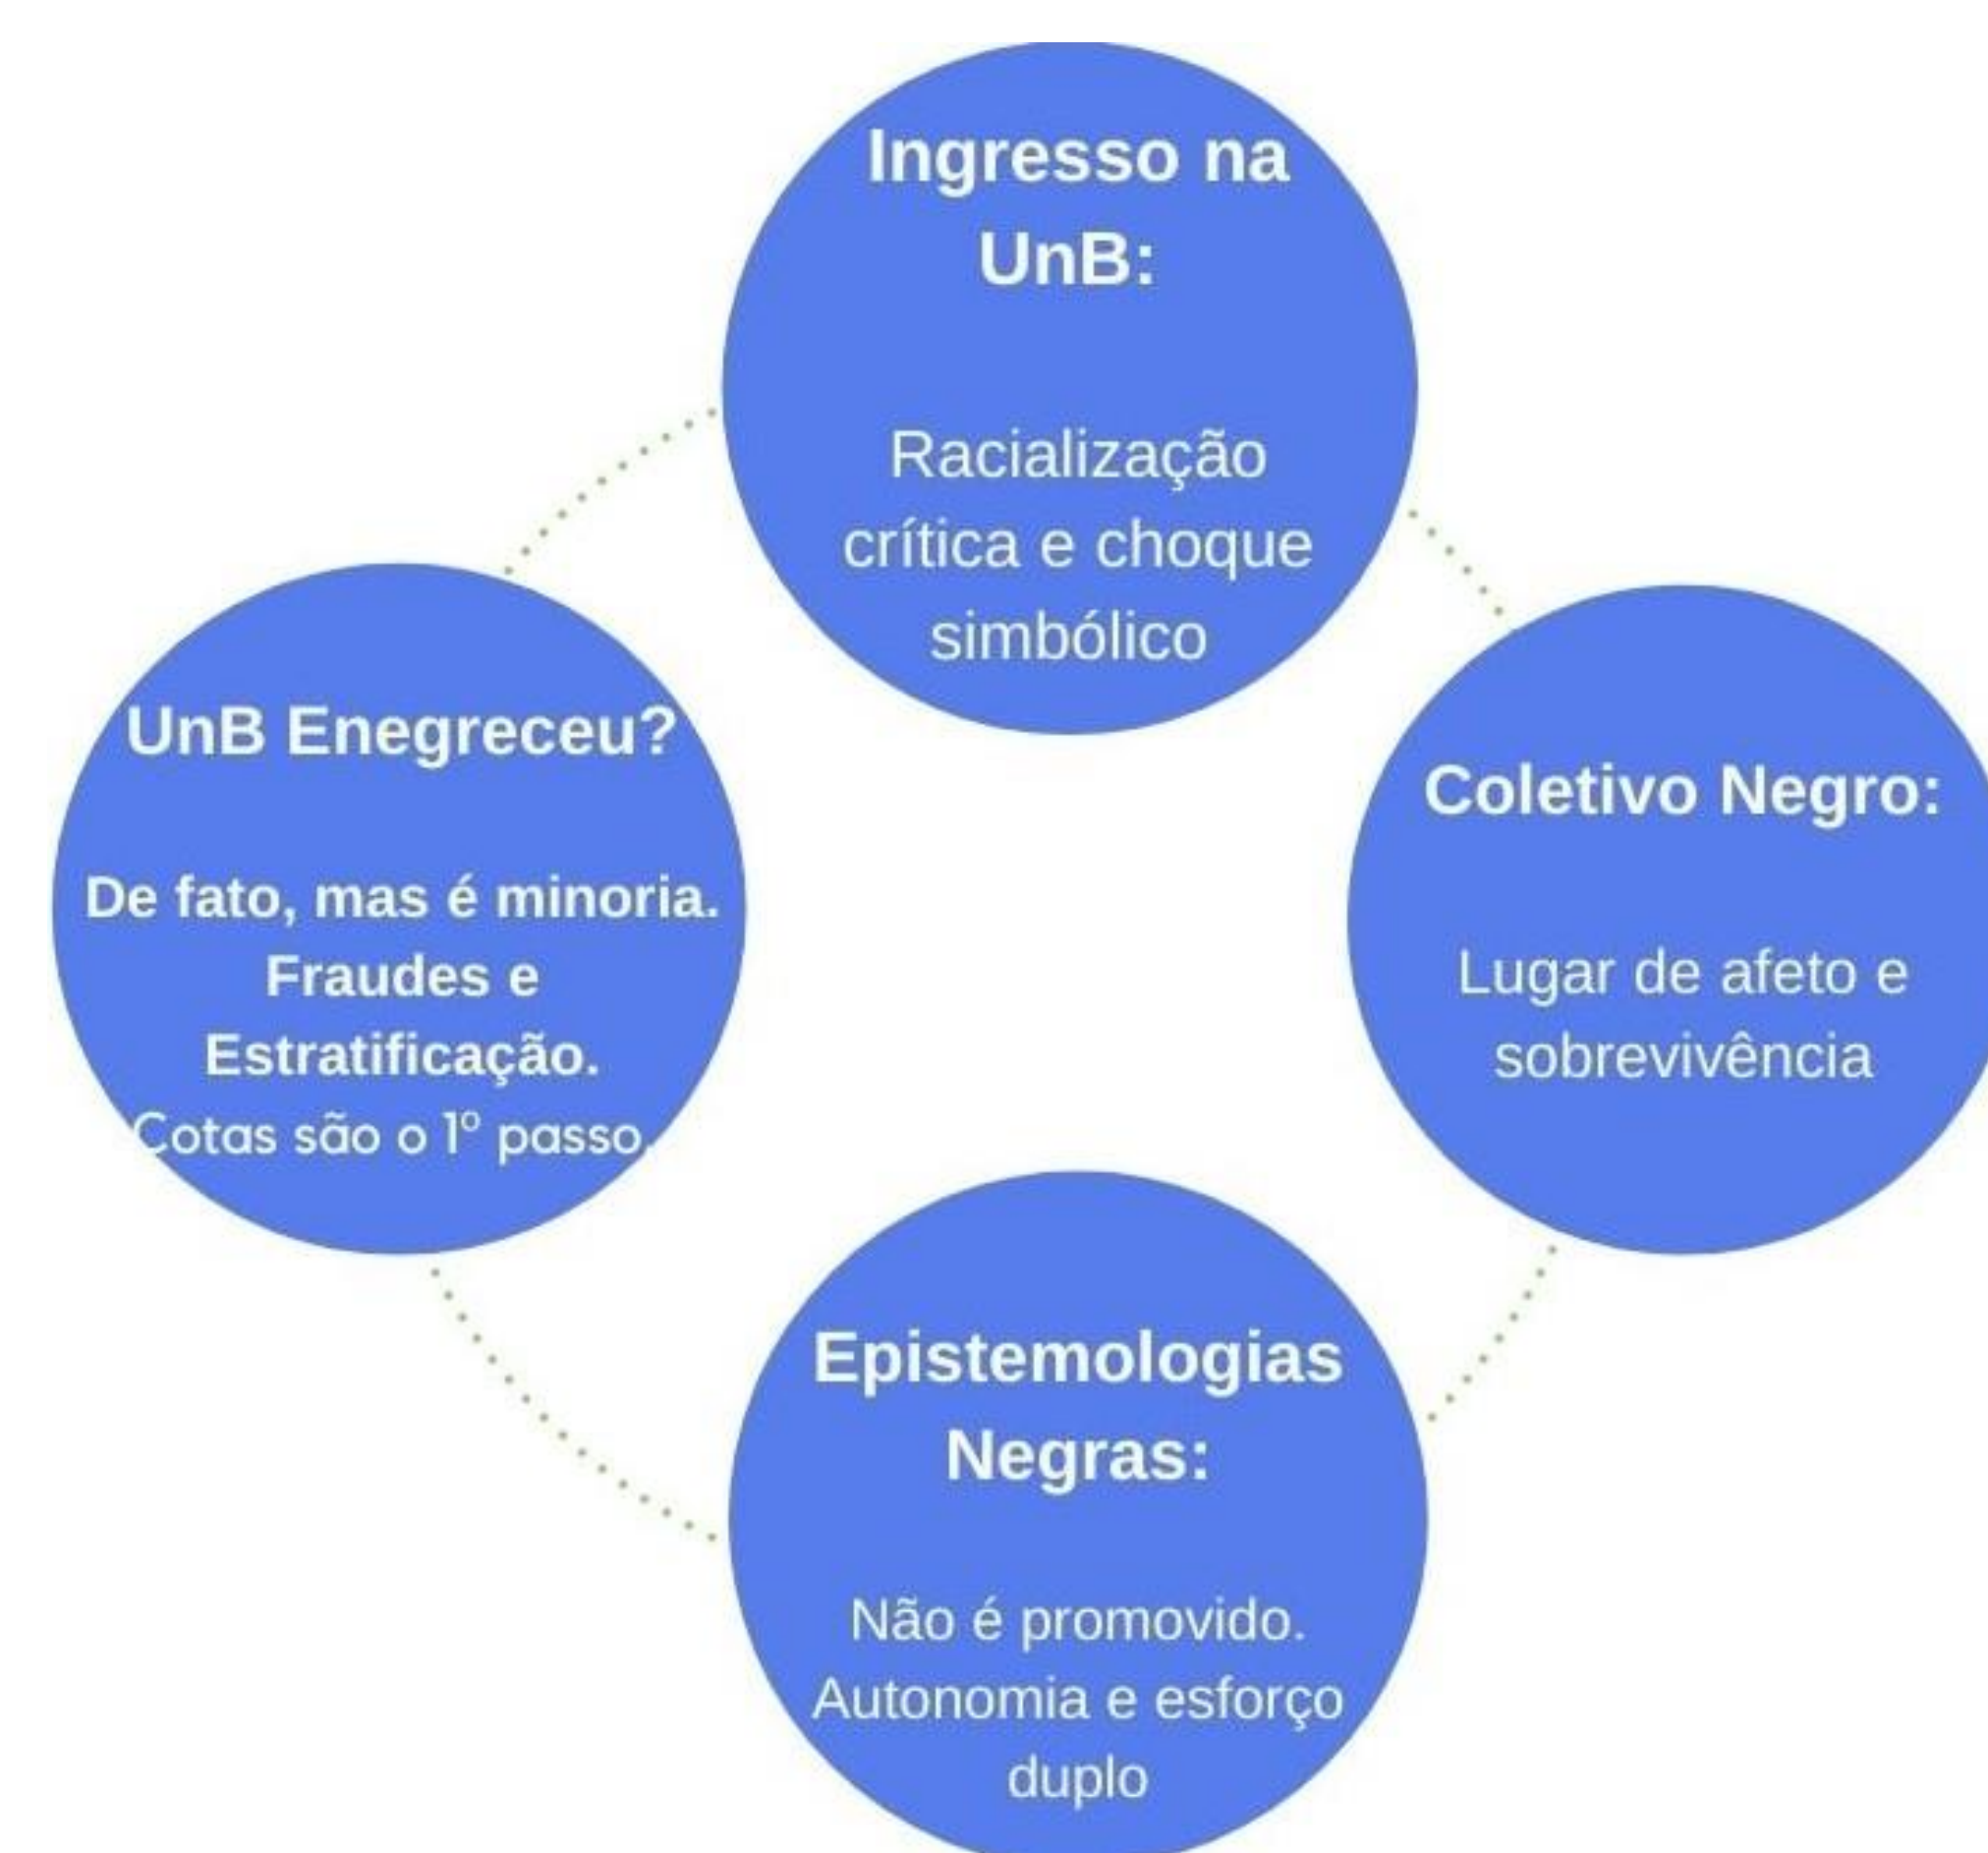 Ingresso na
UnB:
Racialização
crítica e choque
simbólico
UnB Enegreceu?
De fato, mas é minoria.
Fraudes e
Estratificação.
Cotas são o 1º passo.
Coletivo Negro:
Lugar de afeto e
sobrevivência
Epistemologias
Negras:
Não é promovido.
Autonomia e esforço
duplo